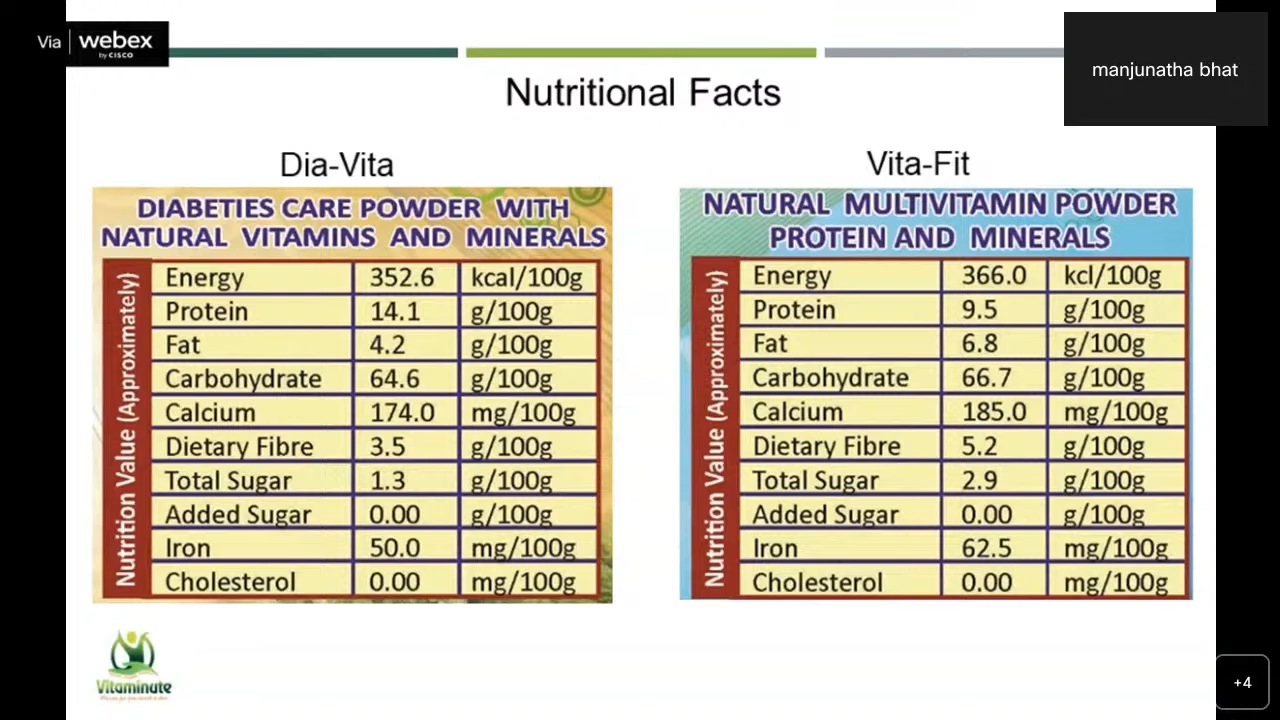 Via webex
by CISCO
manjunatha bhat
Nutritional Facts
Dia-Vita
DIABETIES CARE POWDER WITH
NATURAL VITAMINS AND MINERALS
Nutrition Value (Approximately)
Energy 352.6 kcal/100g
Protein 14.1 g/100g
Fat 4.2 g/100g
Carbohydrate 64.6 g/100g
Calcium 174.0 mg/100g
Dietary Fibre 3.5 g/100g
Total Sugar 1.3 g/100g
Added Sugar 0.00 g/100g
Iron 50.0 mg/100g
Cholesterol 0.00 mg/100g
Vita-Fit
NATURAL MULTIVITAMIN POWDER
PROTEIN AND MINERALS
Nutrition Value (Approximately)
Energy 366.0 kcl/100g
Protein 9.5 g/100g
Fat 6.8 g/100g
Carbohydrate 66.7 g/100g
Calcium 185.0 mg/100g
Dietary Fibre 5.2 g/100g
Total Sugar 2.9 g/100g
Added Sugar 0.00 g/100g
Iron 62.5 mg/100g
Cholesterol 0.00 mg/100g
Vitaminute
+4